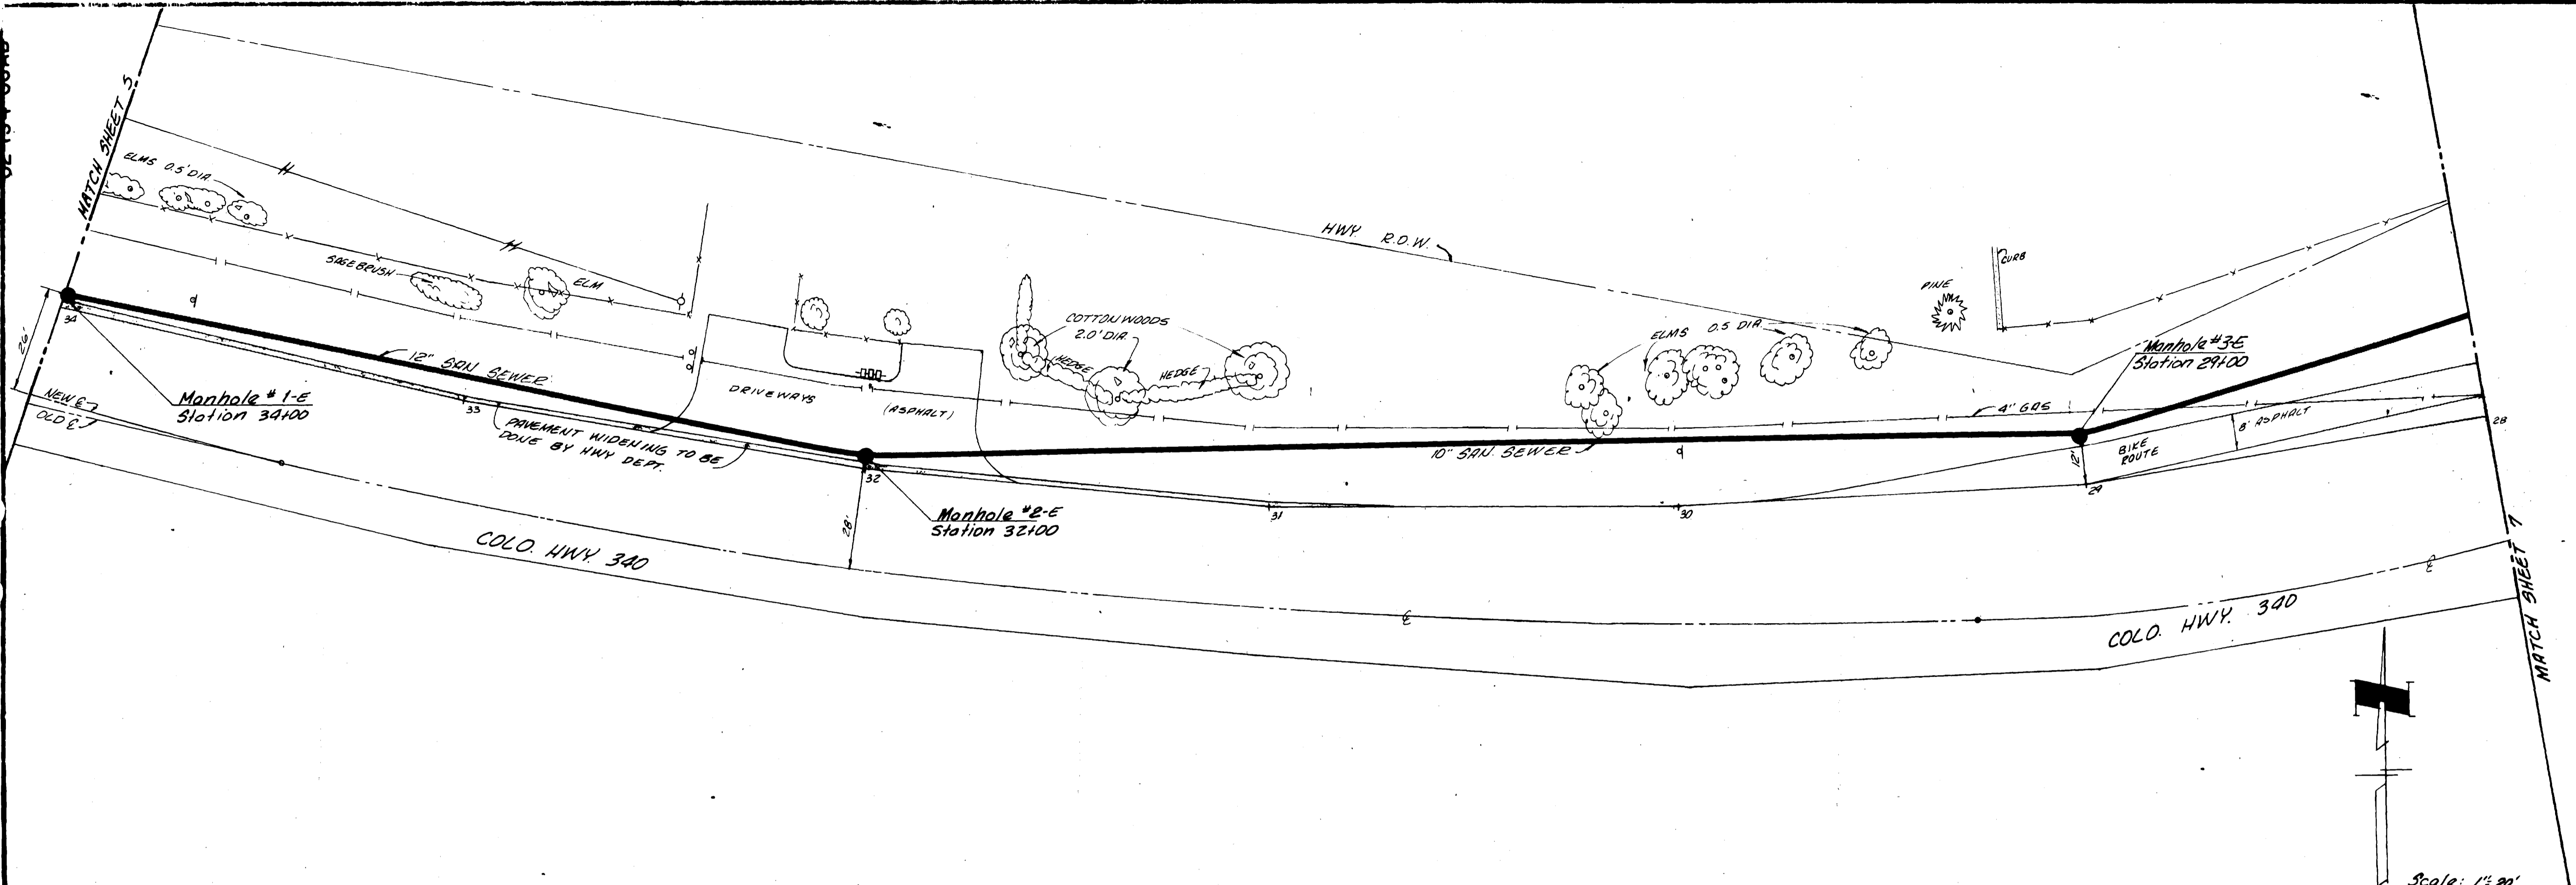 MATCH SHEET 5
ELMS 0.5' DIA.
SAGEBRUSH
ELM
HWY. R.O.W.
COTTONWOODS
2.0' DIA.
HEDGE
HEDGE
ELMS 0.5 DIA.
PINE
CURB
Manhole #3-E
Station 29+00
34
26'
12" SAN SEWER
Manhole #1-E
Station 34+00
NEW ℄
OLD ℄
33
PAVEMENT WIDENING TO BE
DONE BY HWY DEPT.
DRIVEWAYS
(ASPHALT)
32
28'
Manhole #2-E
Station 32+00
10" SAN. SEWER
4" GAS
8' ASPHALT
BIKE
ROUTE
12'
28
29
30
31
COLO. HWY. 340
℄
℄
COLO. HWY. 340
MATCH SHEET 7
Scale: 1"=20'